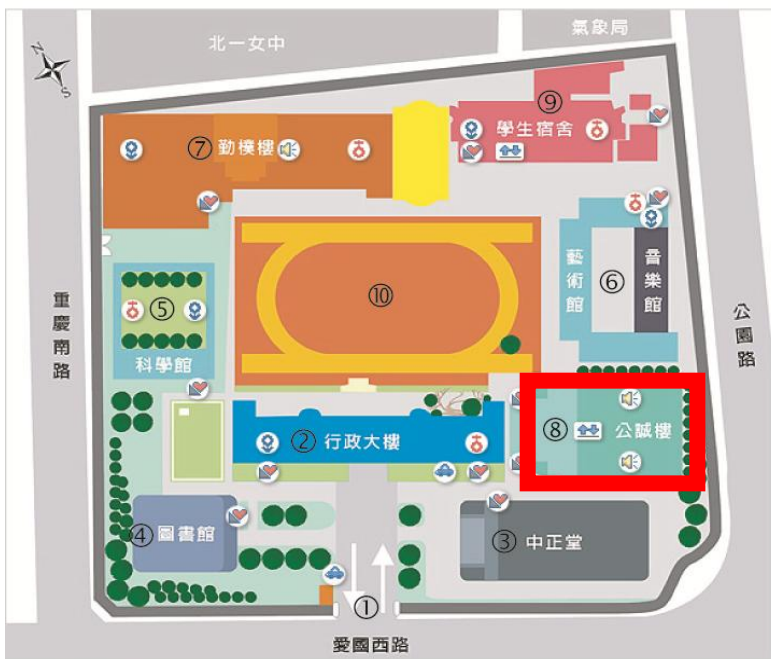 北一女中
氣象局
N
S
⑨
學生宿舍
⑦ 勤樸樓
重慶南路
藝術館
⑥
音樂館
⑤
⑩
公園路
科學館
⑧ 公誠樓
② 行政大樓
④ 圖書館
③ 中正堂
①
愛國西路